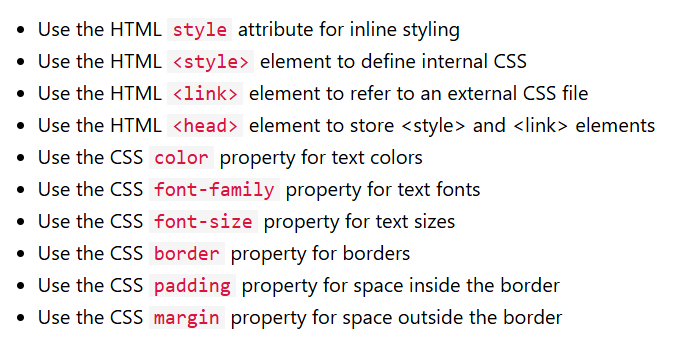 • Use the HTML style attribute for inline styling
• Use the HTML <style> element to define internal CSS
• Use the HTML <link> element to refer to an external CSS file
• Use the HTML <head> element to store <style> and <link> elements
• Use the CSS color property for text colors
• Use the CSS font-family property for text fonts
• Use the CSS font-size property for text sizes
• Use the CSS border property for borders
• Use the CSS padding property for space inside the border
• Use the CSS margin property for space outside the border